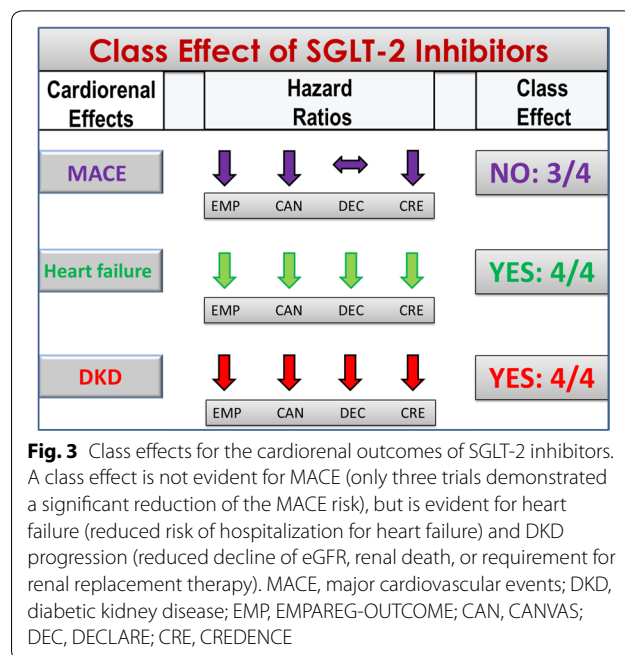 Class Effect of SGLT-2 Inhibitors
Cardiorenal Effects
Hazard Ratios
Class Effect
MACE
EMP CAN DEC CRE
NO: 3/4
Heart failure
EMP CAN DEC CRE
YES: 4/4
DKD
EMP CAN DEC CRE
YES: 4/4
Fig. 3 Class effects for the cardiorenal outcomes of SGLT-2 inhibitors.
A class effect is not evident for MACE (only three trials demonstrated
a significant reduction of the MACE risk), but is evident for heart
failure (reduced risk of hospitalization for heart failure) and DKD
progression (reduced decline of eGFR, renal death, or requirement for
renal replacement therapy). MACE, major cardiovascular events; DKD,
diabetic kidney disease; EMP, EMPAREG-OUTCOME; CAN, CANVAS;
DEC, DECLARE; CRE, CREDENCE